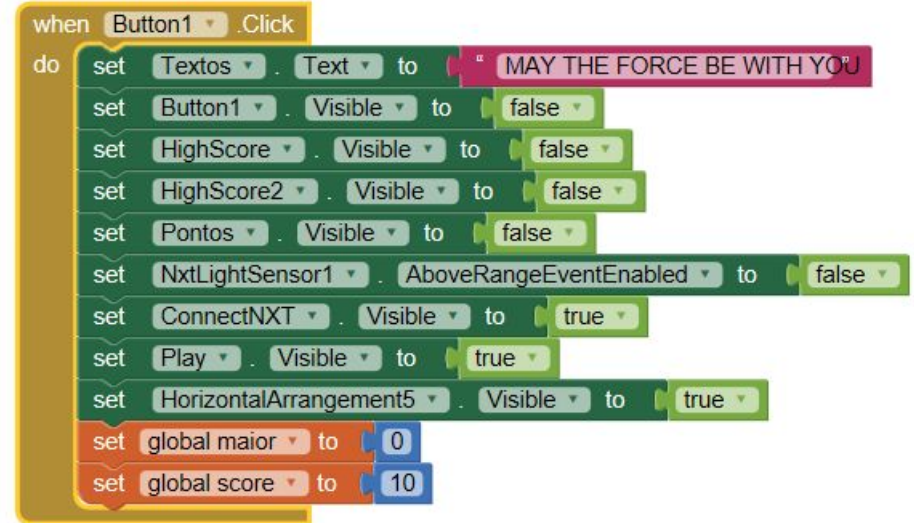 when Button1 .Click
do set Textos . Text to " MAY THE FORCE BE WITH YOU "
set Button1 . Visible to false
set HighScore . Visible to false
set HighScore2 . Visible to false
set Pontos . Visible to false
set NxtLightSensor1 . AboveRangeEventEnabled to false
set ConnectNXT . Visible to true
set Play . Visible to true
set HorizontalArrangement5 . Visible to true
set global maior to 0
set global score to 10